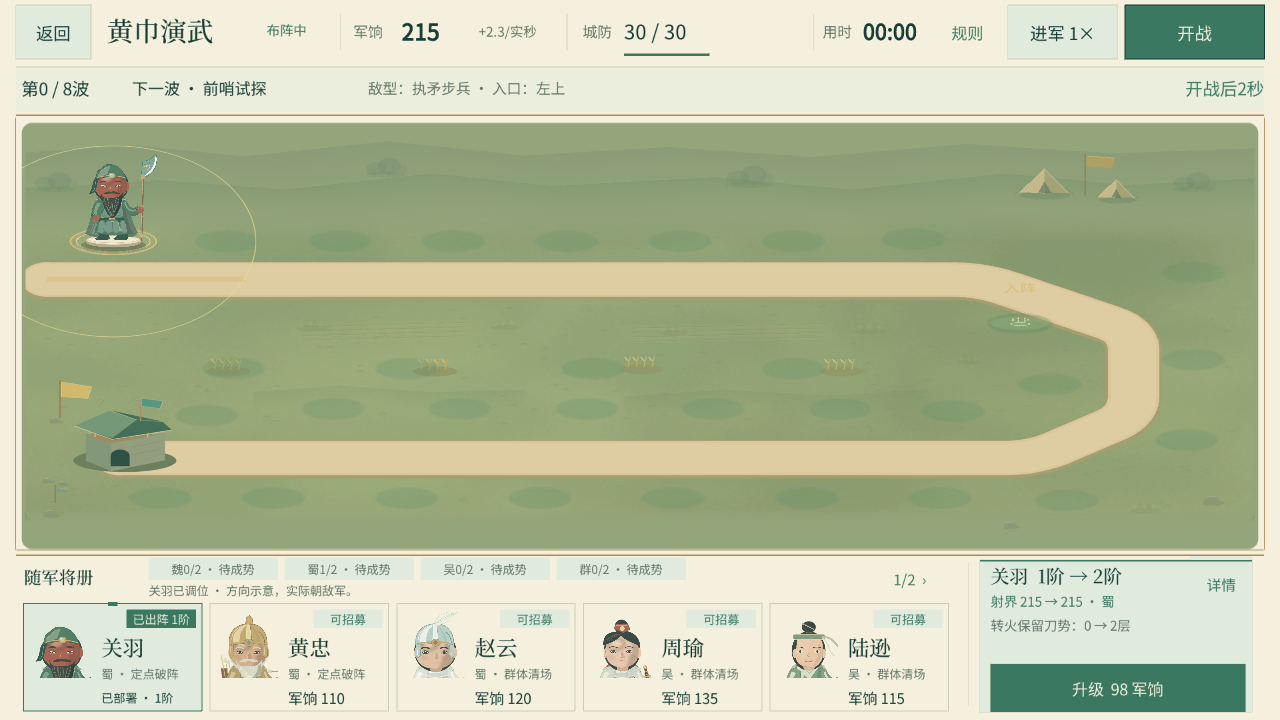 返回
黄巾演武
布阵中
军饷 215 +2.3/实秒
城防 30 / 30
用时 00:00
规则
进军 1×
开战
第0 / 8波
下一波 · 前哨试探
敌型：执矛步兵 · 入口：左上
开战后2秒
入阵
随军将册
魏0/2 · 待成势
蜀1/2 · 待成势
吴0/2 · 待成势
群0/2 · 待成势
关羽已调位 · 方向示意，实际朝敌军。
1/2 ›
已出阵 1阶
关羽
蜀 · 定点破阵
已部署 · 1阶
可招募
黄忠
蜀 · 定点破阵
军饷 110
可招募
赵云
蜀 · 群体清场
军饷 120
可招募
周瑜
吴 · 群体清场
军饷 135
可招募
陆逊
吴 · 群体清场
军饷 115
关羽 1阶 → 2阶
详情
射界 215 → 215 · 蜀
转火保留刀势：0 → 2层
升级 98 军饷